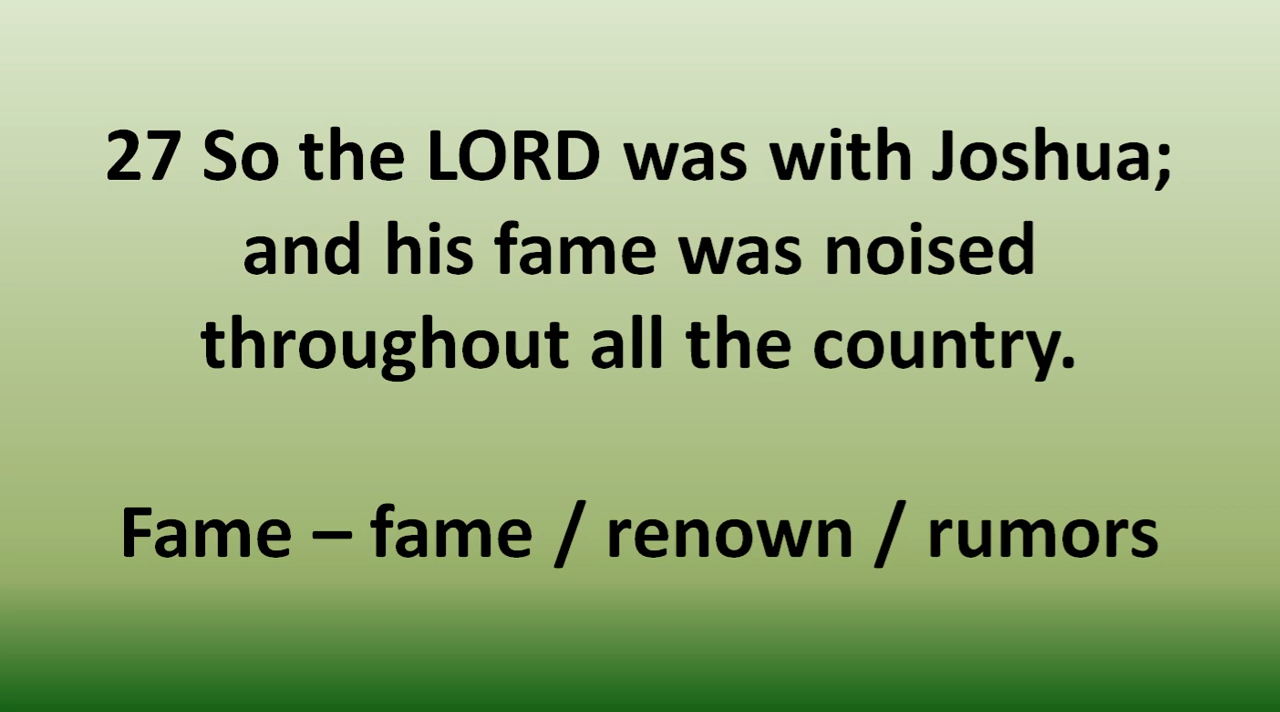 27 So the LORD was with Joshua;
and his fame was noised
throughout all the country.
Fame – fame / renown / rumors